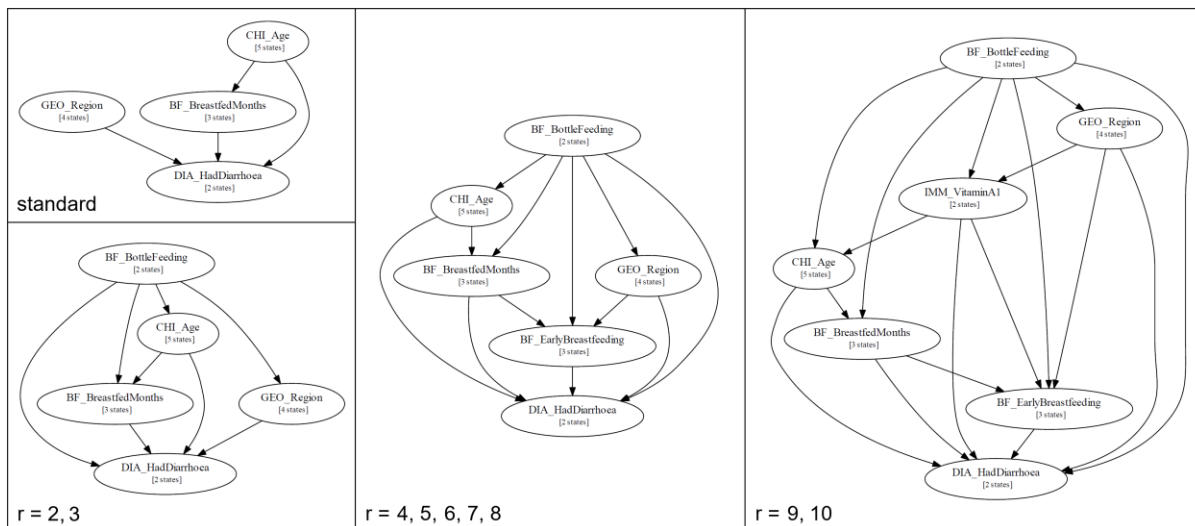 CHI_Age
[5 states]
GEO_Region
[4 states]
BF_BreastfedMonths
[3 states]
DIA_HadDiarrhoea
[2 states]
standard
BF_BottleFeeding
[2 states]
CHI_Age
[5 states]
BF_BreastfedMonths
[3 states]
GEO_Region
[4 states]
DIA_HadDiarrhoea
[2 states]
r = 2, 3
BF_BottleFeeding
[2 states]
CHI_Age
[5 states]
BF_BreastfedMonths
[3 states]
GEO_Region
[4 states]
BF_EarlyBreastfeeding
[3 states]
DIA_HadDiarrhoea
[2 states]
r = 4, 5, 6, 7, 8
BF_BottleFeeding
[2 states]
GEO_Region
[4 states]
IMM_VitaminA1
[2 states]
CHI_Age
[5 states]
BF_BreastfedMonths
[3 states]
BF_EarlyBreastfeeding
[3 states]
DIA_HadDiarrhoea
[2 states]
r = 9, 10